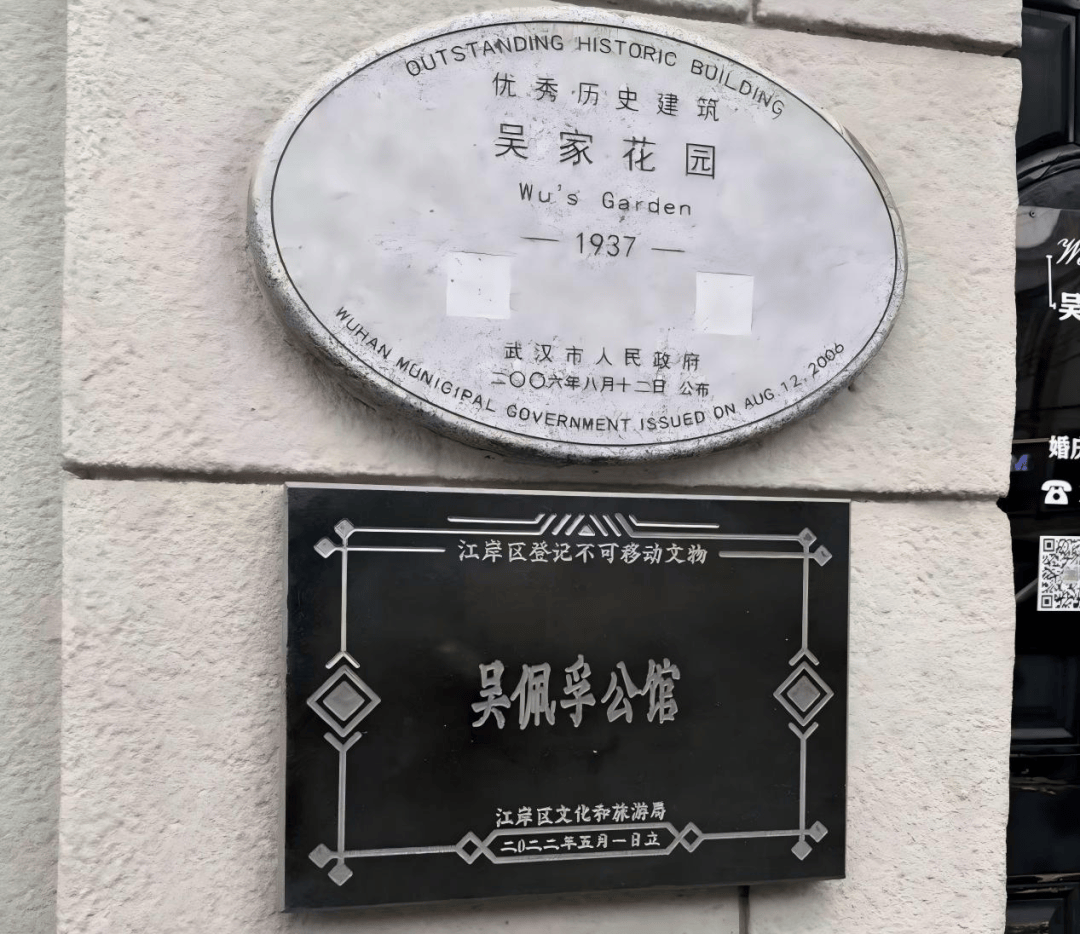 OUTSTANDING HISTORIC BUILDING
优秀历史建筑
吴家花园
Wu's Garden
— 1937 —
武汉市人民政府
二〇〇六年八月十二日 公布
WUHAN MUNICIPAL GOVERNMENT ISSUED ON AUG 12, 2006
江岸区登记不可移动文物
吴佩孚公馆
江岸区文化和旅游局
二0二二年五月一日立
吴
婚庆